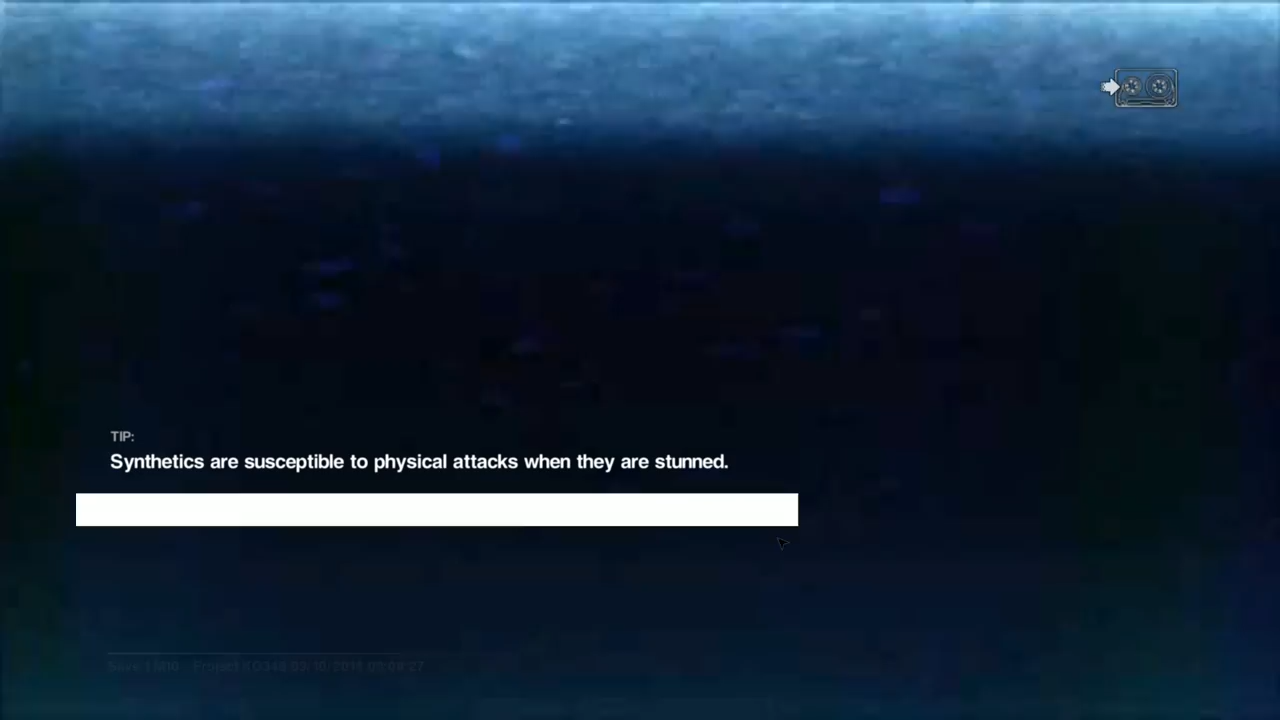 TIP:
Synthetics are susceptible to physical attacks when they are stunned.